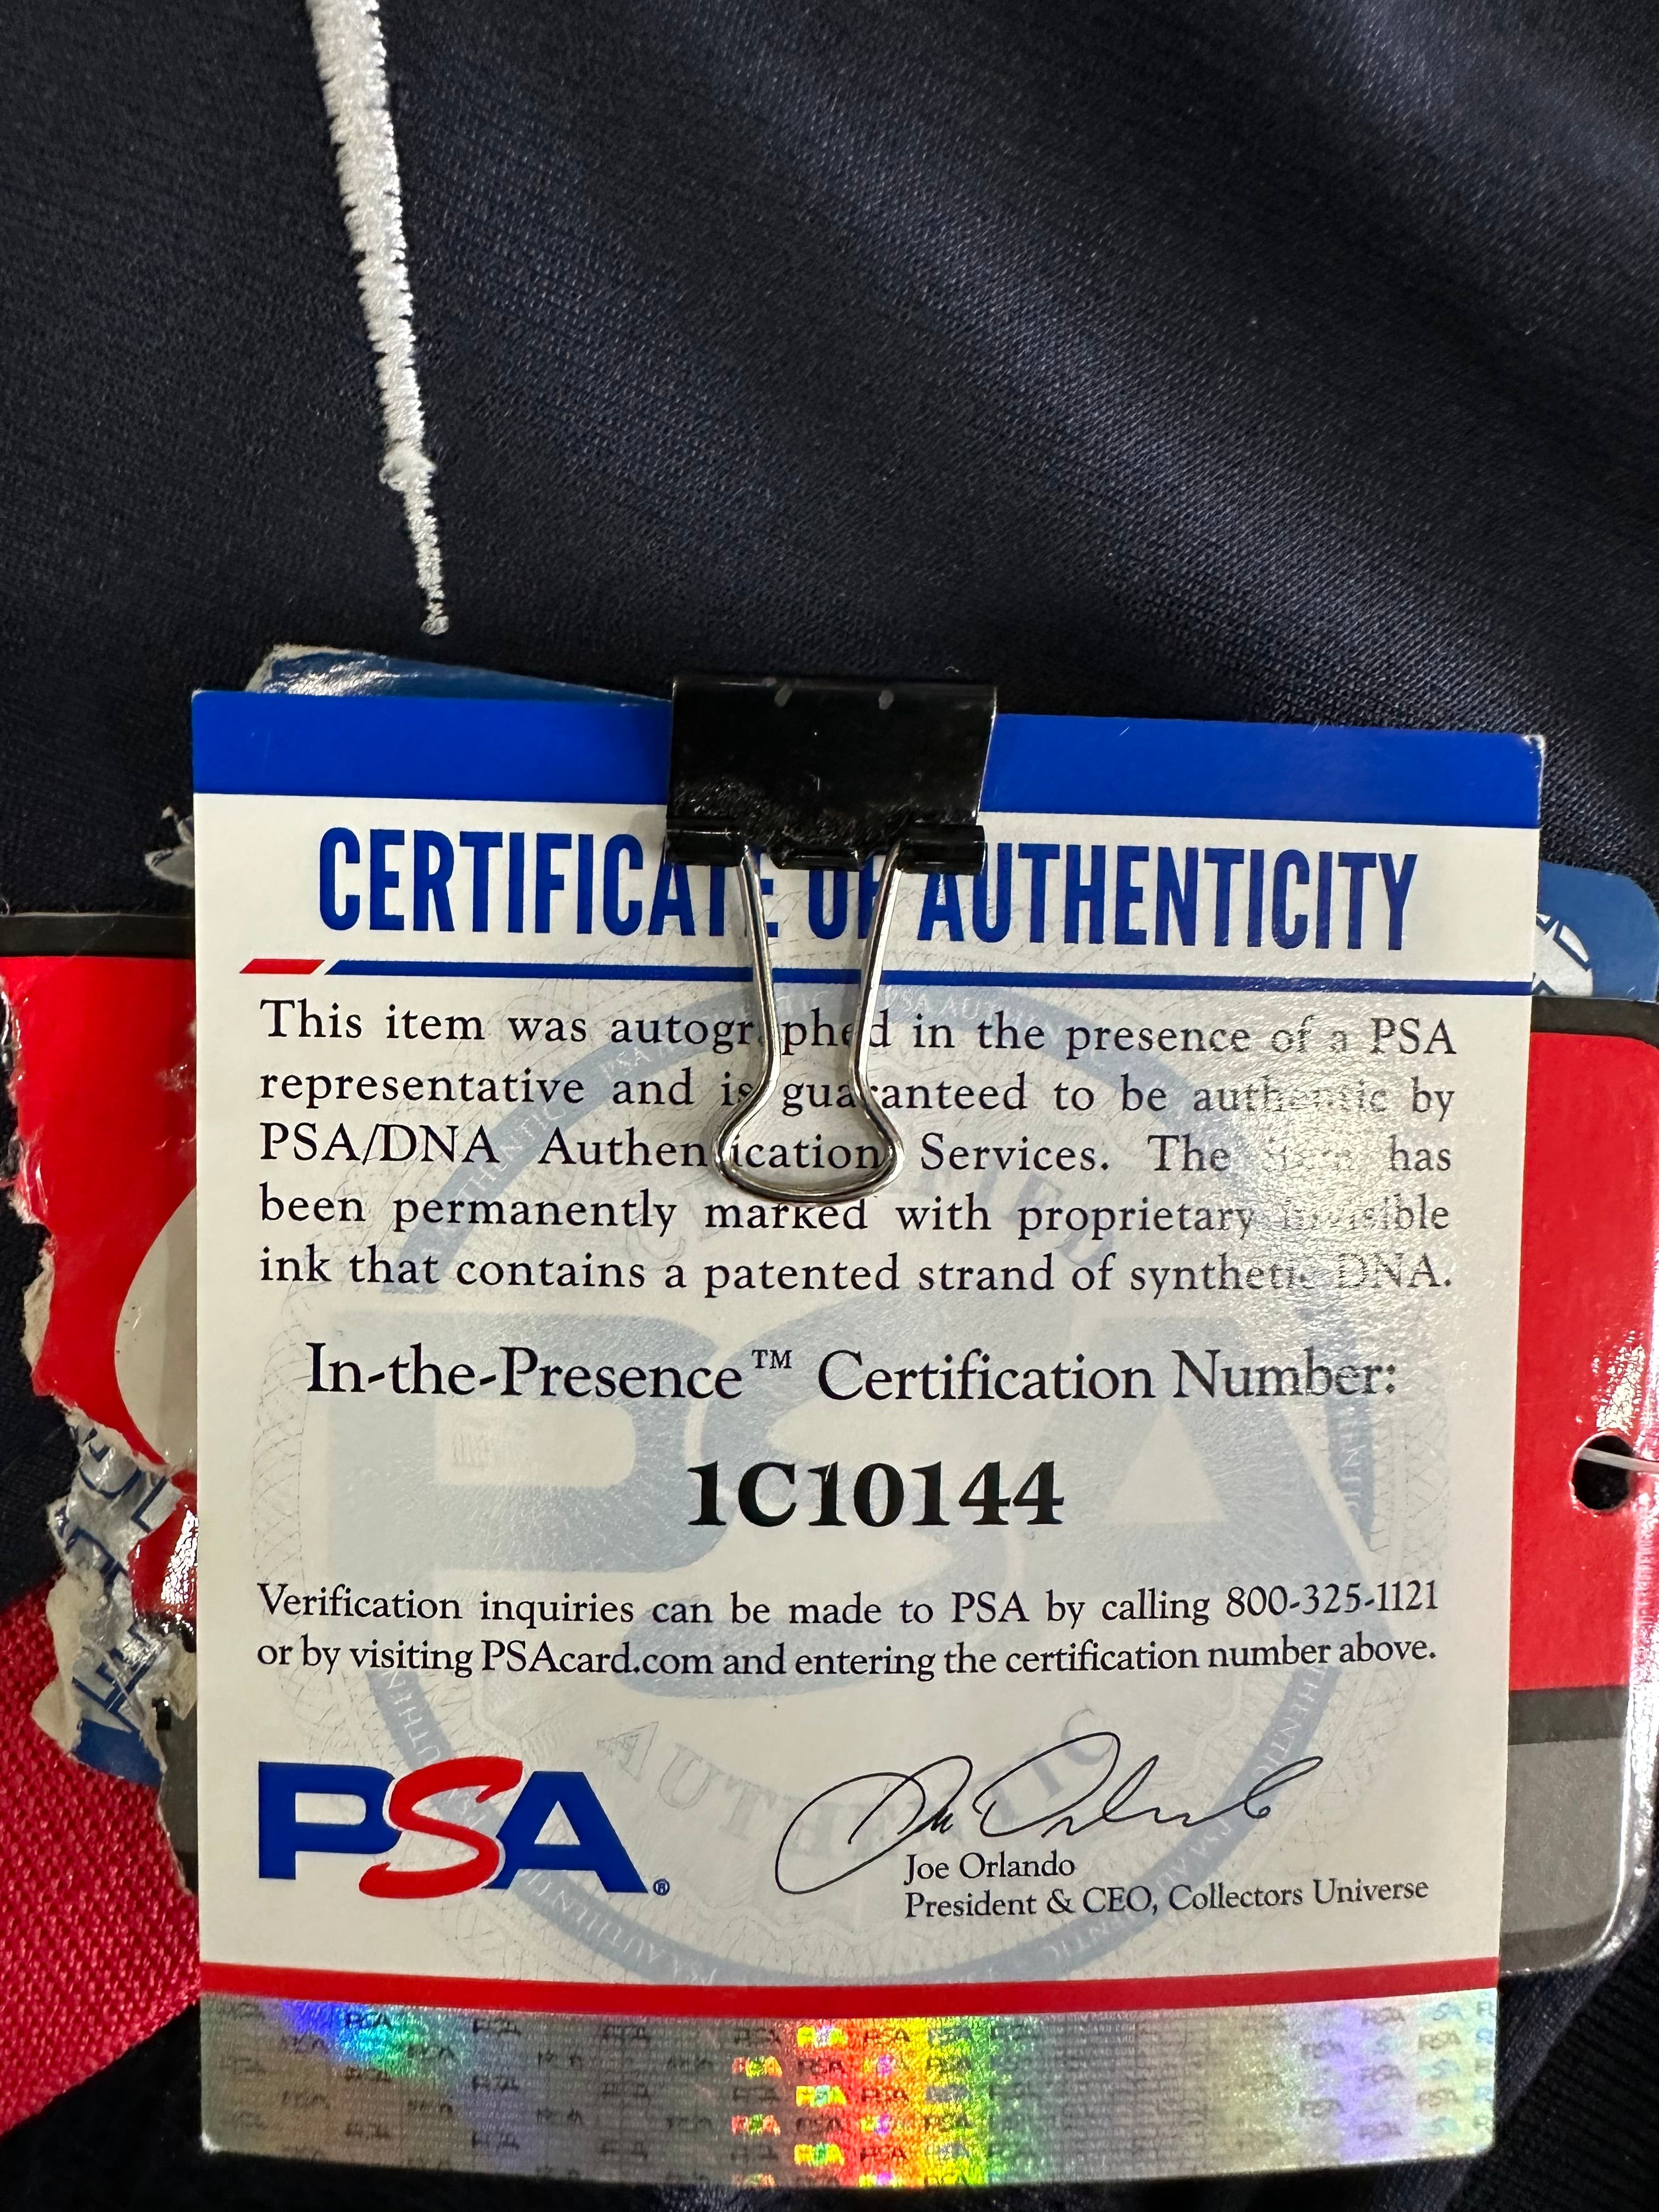 CERTIFICATE OF AUTHENTICITY
This item was autographed in the presence of a PSA
representative and is guaranteed to be authentic by
PSA/DNA Authentication Services. The item has
been permanently marked with proprietary invisible
ink that contains a patented strand of synthetic DNA.
In-the-Presence™ Certification Number:
1C10144
Verification inquiries can be made to PSA by calling 800-325-1121
or by visiting PSAcard.com and entering the certification number above.
PSA®
Joe Orlando
President & CEO, Collectors Universe